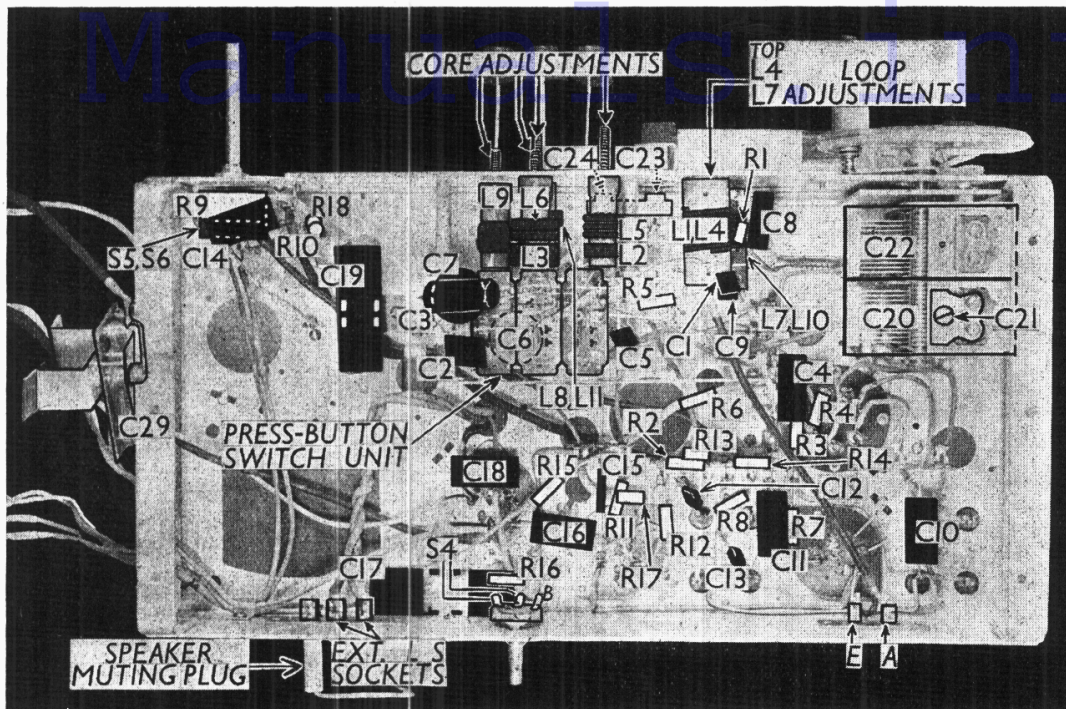 Manuals in
CORE ADJUSTMENTS
TOP
L4 LOOP
L7 ADJUSTMENTS
C24
C23
R1
R9
R18
L9
L6
L1
L4
C8
S5,S6
C14
R10
L5
C22
L3
L2
C19
C7
R5
C3
C6
C1
C9
L7,L10
C20
C21
C2
C5
C4
L8,L11
R6
R4
C29
PRESS-BUTTON
SWITCH UNIT
R2
R13
R3
R14
C18
R15
C15
C12
R11
R8
R7
C10
C16
R12
C11
R17
C13
S4
R16
C17
B
SPEAKER
MUTING PLUG
EXT. S
SOCKETS
E
A